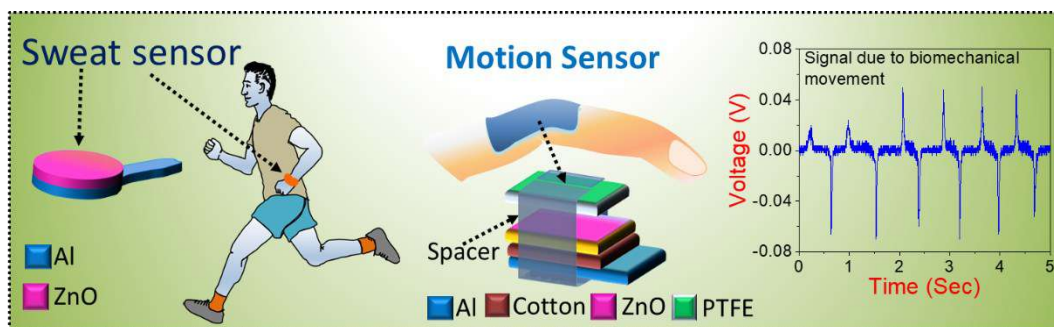 Sweat sensor
Al
ZnO
Motion Sensor
Spacer
Al Cotton ZnO PTFE
Signal due to biomechanical
movement
Voltage (V)
0.08
0.04
0.00
-0.04
-0.08
0 1 2 3 4 5
Time (Sec)